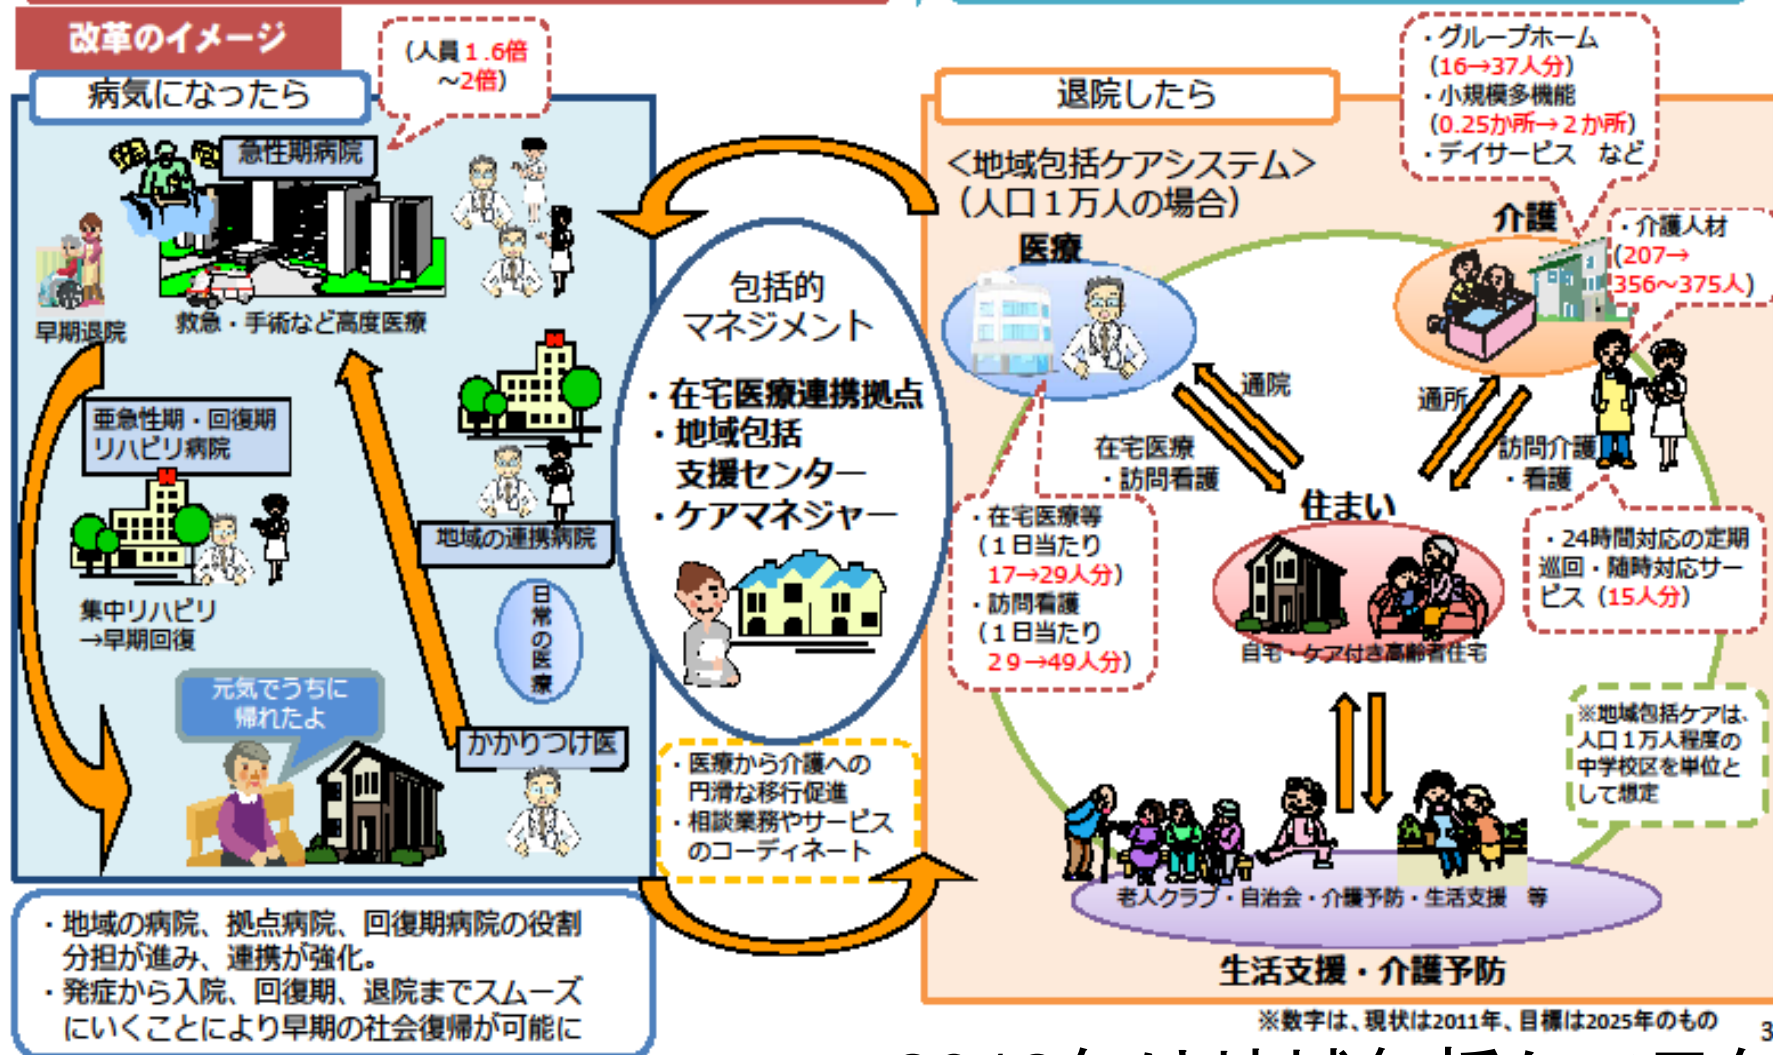 改革のイメージ
病気になったら
(人員1.6倍
~2倍)
急性期病院
救急・手術など高度医療
早期退院
亜急性期・回復期
リハビリ病院
集中リハビリ
→早期回復
地域の連携病院
日常の医療
元気でうちに
帰れたよ
かかりつけ医
・地域の病院、拠点病院、回復期病院の役割
分担が進み、連携が強化。
・発症から入院、回復期、退院までスムーズ
にいくことにより早期の社会復帰が可能に
包括的
マネジメント
・在宅医療連携拠点
・地域包括
支援センター
・ケアマネジャー
・医療から介護への
円滑な移行促進
・相談業務やサービス
のコーディネート
退院したら
<地域包括ケアシステム>
(人口1万人の場合)
・グループホーム
(16→37人分)
・小規模多機能
(0.25か所→2か所)
・デイサービス など
医療
介護
・介護人材
(207→
356~375人)
通院
在宅医療
・訪問看護
通所
訪問介護
・看護
・在宅医療等
(1日当たり
17→29人分)
・訪問看護
(1日当たり
29→49人分)
住まい
自宅・ケア付き高齢者住宅
・24時間対応の定期
巡回・随時対応サー
ビス(15人分)
※地域包括ケアは、
人口1万人程度の
中学校区を単位と
して想定
老人クラブ・自治会・介護予防・生活支援 等
生活支援・介護予防
※数字は、現状は2011年、目標は2025年のもの
3